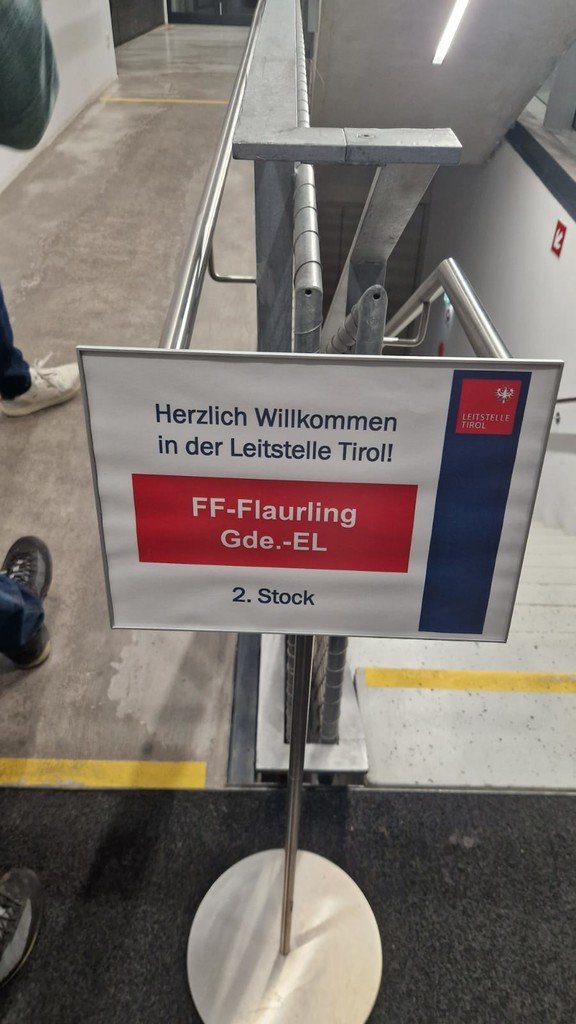 Herzlich Willkommen
in der Leitstelle Tirol!
FF-Flaurling
Gde.-EL
2. Stock
LEITSTELLE
TIROL